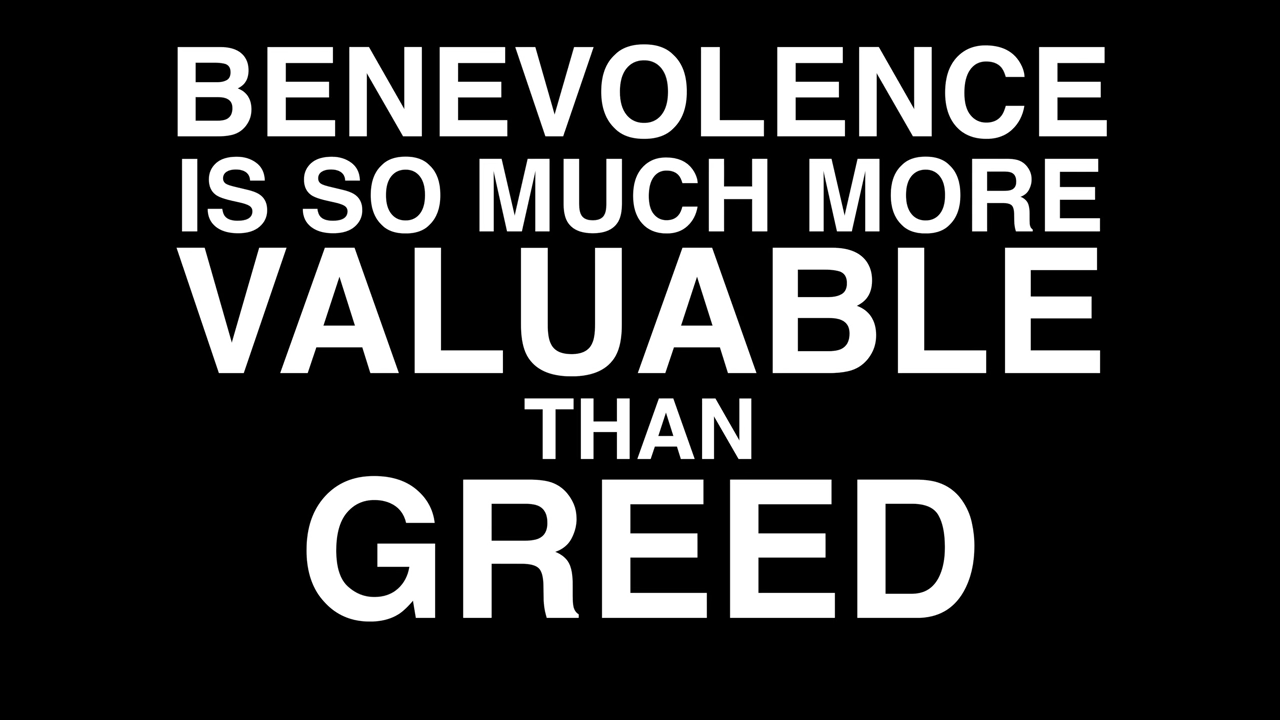 BENEVOLENCE
IS SO MUCH MORE
VALUABLE
THAN
GREED